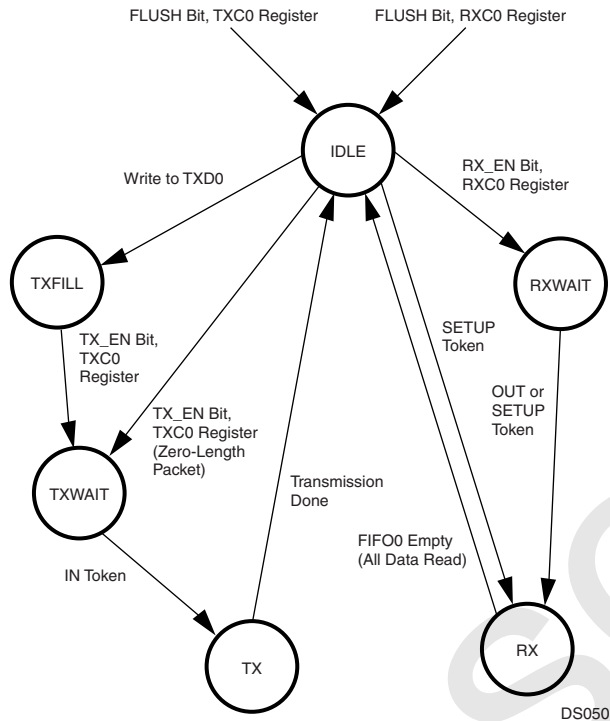 FLUSH Bit, TXC0 Register
FLUSH Bit, RXC0 Register
IDLE
Write to TXD0
RX_EN Bit,
RXC0 Register
TXFILL
RXWAIT
TX_EN Bit,
TXC0
Register
SETUP
Token
OUT or
SETUP
Token
TX_EN Bit,
TXC0 Register
(Zero-Length
Packet)
TXWAIT
Transmission
Done
FIFO0 Empty
(All Data Read)
IN Token
TX
RX
DS050